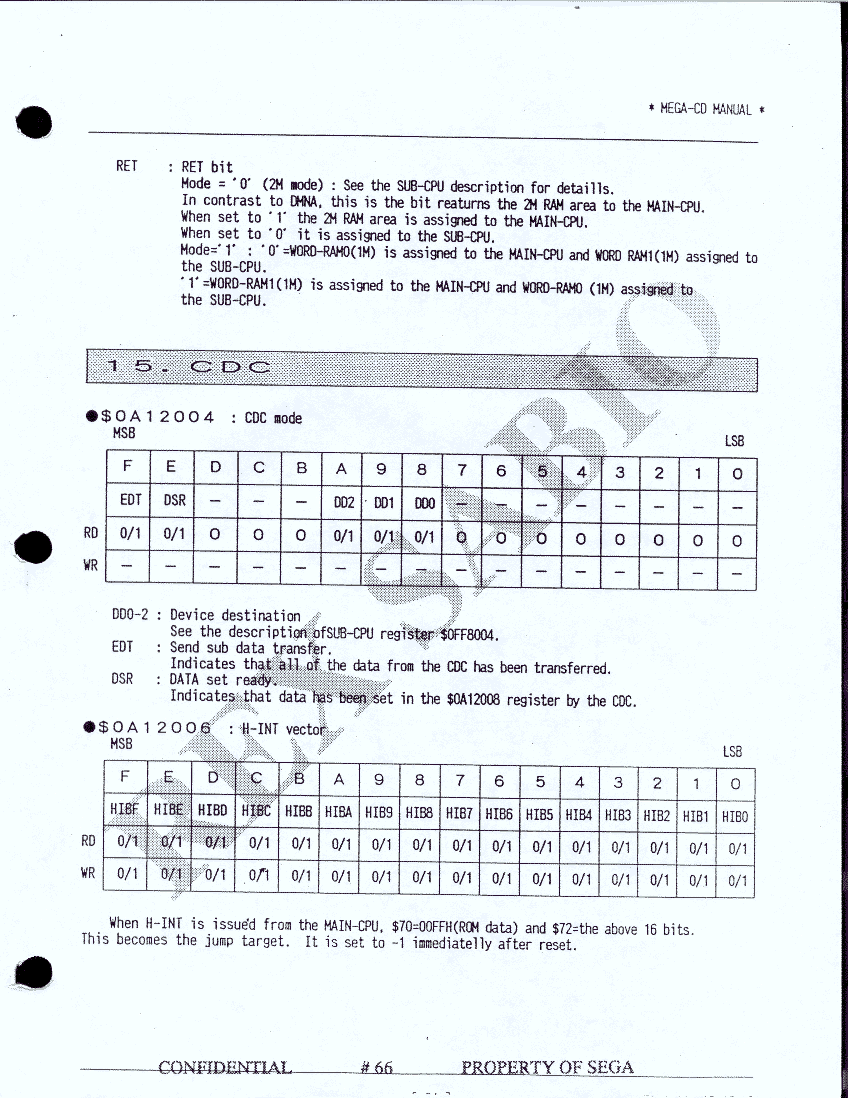 * MEGA-CD MANUAL *
RET : RET bit
Mode = '0' (2M mode) : See the SUB-CPU description for detaills.
In contrast to DMNA, this is the bit reaturns the 2M RAM area to the MAIN-CPU.
When set to '1' the 2M RAM area is assigned to the MAIN-CPU.
When set to '0' it is assigned to the SUB-CPU.
Mode='1' : '0'=WORD-RAM0(1M) is assigned to the MAIN-CPU and WORD RAM1(1M) assigned to
the SUB-CPU.
'1'=WORD-RAM1(1M) is assigned to the MAIN-CPU and WORD-RAM0 (1M) assigned to
the SUB-CPU.
15. CDC
●$0A12004 : CDC mode
MSB LSB
F E D C B A 9 8 7 6 5 4 3 2 1 0
EDT DSR — — — DD2 DD1 DD0 — — — — — — — —
RD 0/1 0/1 0 0 0 0/1 0/1 0/1 0 0 0 0 0 0 0 0
WR — — — — — — — — — — — — — — — —
DD0-2 : Device destination
See the description ofSUB-CPU register $0FF8004.
EDT : Send sub data transfer.
Indicates that all of the data from the CDC has been transferred.
DSR : DATA set ready.
Indicates that data has been set in the $0A12008 register by the CDC.
●$0A12006 : H-INT vector
MSB LSB
F E D C B A 9 8 7 6 5 4 3 2 1 0
HIBF HIBE HIBD HIBC HIBB HIBA HIB9 HIB8 HIB7 HIB6 HIB5 HIB4 HIB3 HIB2 HIB1 HIB0
RD 0/1 0/1 0/1 0/1 0/1 0/1 0/1 0/1 0/1 0/1 0/1 0/1 0/1 0/1 0/1 0/1
WR 0/1 0/1 0/1 0/1 0/1 0/1 0/1 0/1 0/1 0/1 0/1 0/1 0/1 0/1 0/1 0/1
When H-INT is issue'd from the MAIN-CPU, $70=00FFH(ROM data) and $72=the above 16 bits.
This becomes the jump target. It is set to -1 immediatelly after reset.
REX SABIO
CONFIDENTIAL # 66 PROPERTY OF SEGA